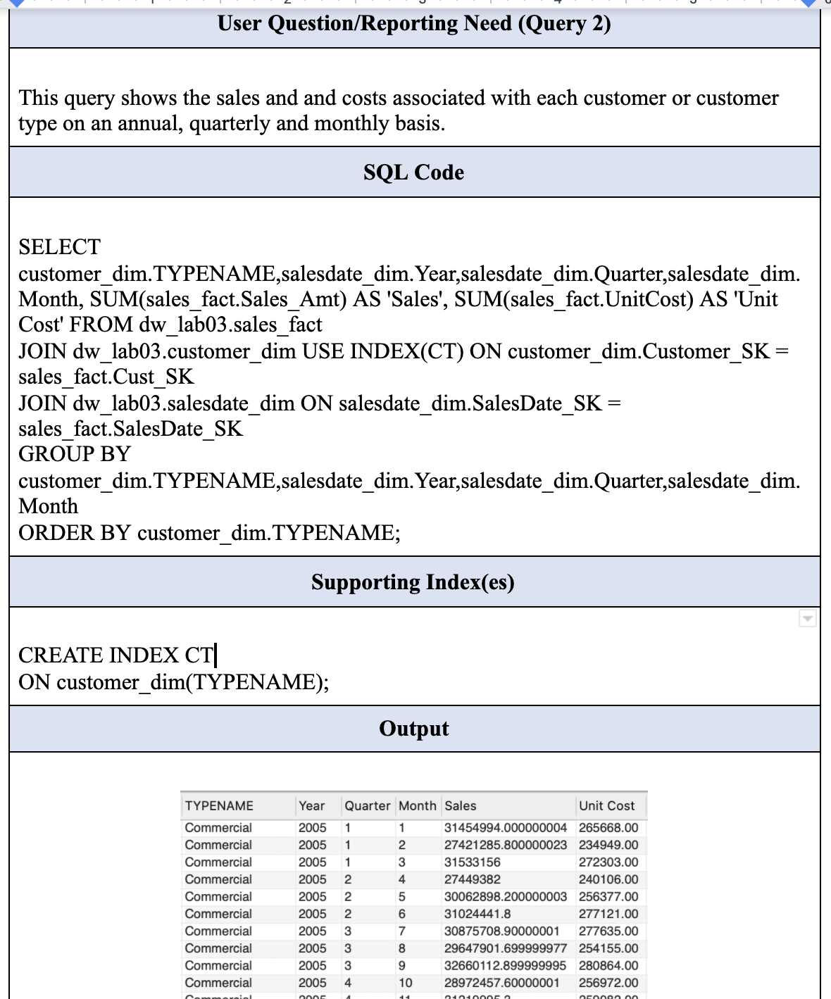 User Question/Reporting Need (Query 2)
This query shows the sales and and costs associated with each customer or customer
type on an annual, quarterly and monthly basis.
SQL Code
SELECT
customer_dim.TYPENAME,salesdate_dim.Year,salesdate_dim.Quarter,salesdate_dim.
Month, SUM(sales_fact.Sales_Amt) AS 'Sales', SUM(sales_fact.UnitCost) AS 'Unit
Cost' FROM dw_lab03.sales_fact
JOIN dw_lab03.customer_dim USE INDEX(CT) ON customer_dim.Customer_SK =
sales_fact.Cust_SK
JOIN dw_lab03.salesdate_dim ON salesdate_dim.SalesDate_SK =
sales_fact.SalesDate_SK
GROUP BY
customer_dim.TYPENAME,salesdate_dim.Year,salesdate_dim.Quarter,salesdate_dim.
Month
ORDER BY customer_dim.TYPENAME;
Supporting Index(es)
CREATE INDEX CT
ON customer_dim(TYPENAME);
Output
TYPENAME Year Quarter Month Sales Unit Cost
Commercial 2005 1 1 31454994.000000004 265668.00
Commercial 2005 1 2 27421285.800000023 234949.00
Commercial 2005 1 3 31533156 272303.00
Commercial 2005 2 4 27449382 240106.00
Commercial 2005 2 5 30062898.200000003 256377.00
Commercial 2005 2 6 31024441.8 277121.00
Commercial 2005 3 7 30875708.90000001 277635.00
Commercial 2005 3 8 29647901.699999977 254155.00
Commercial 2005 3 9 32660112.899999995 280864.00
Commercial 2005 4 10 28972457.60000001 256972.00